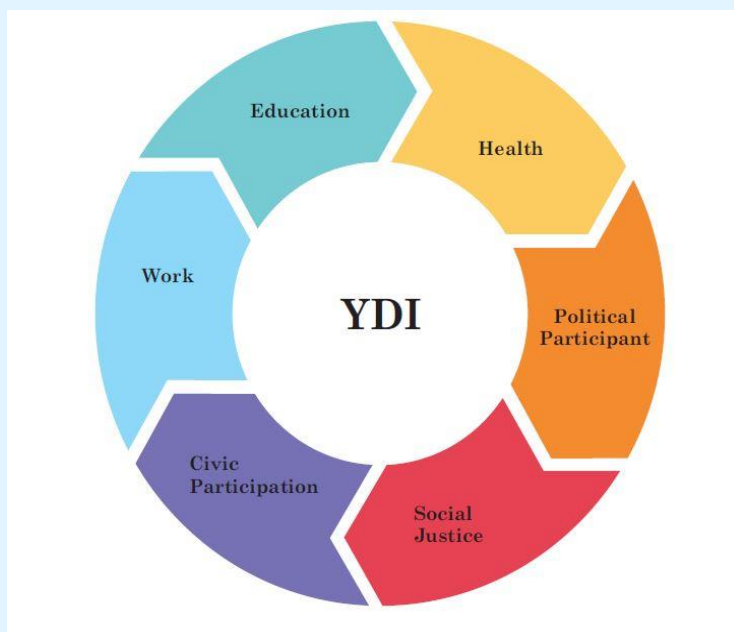 Education
Health
Work
YDI
Political
Participant
Civic
Participation
Social
Justice